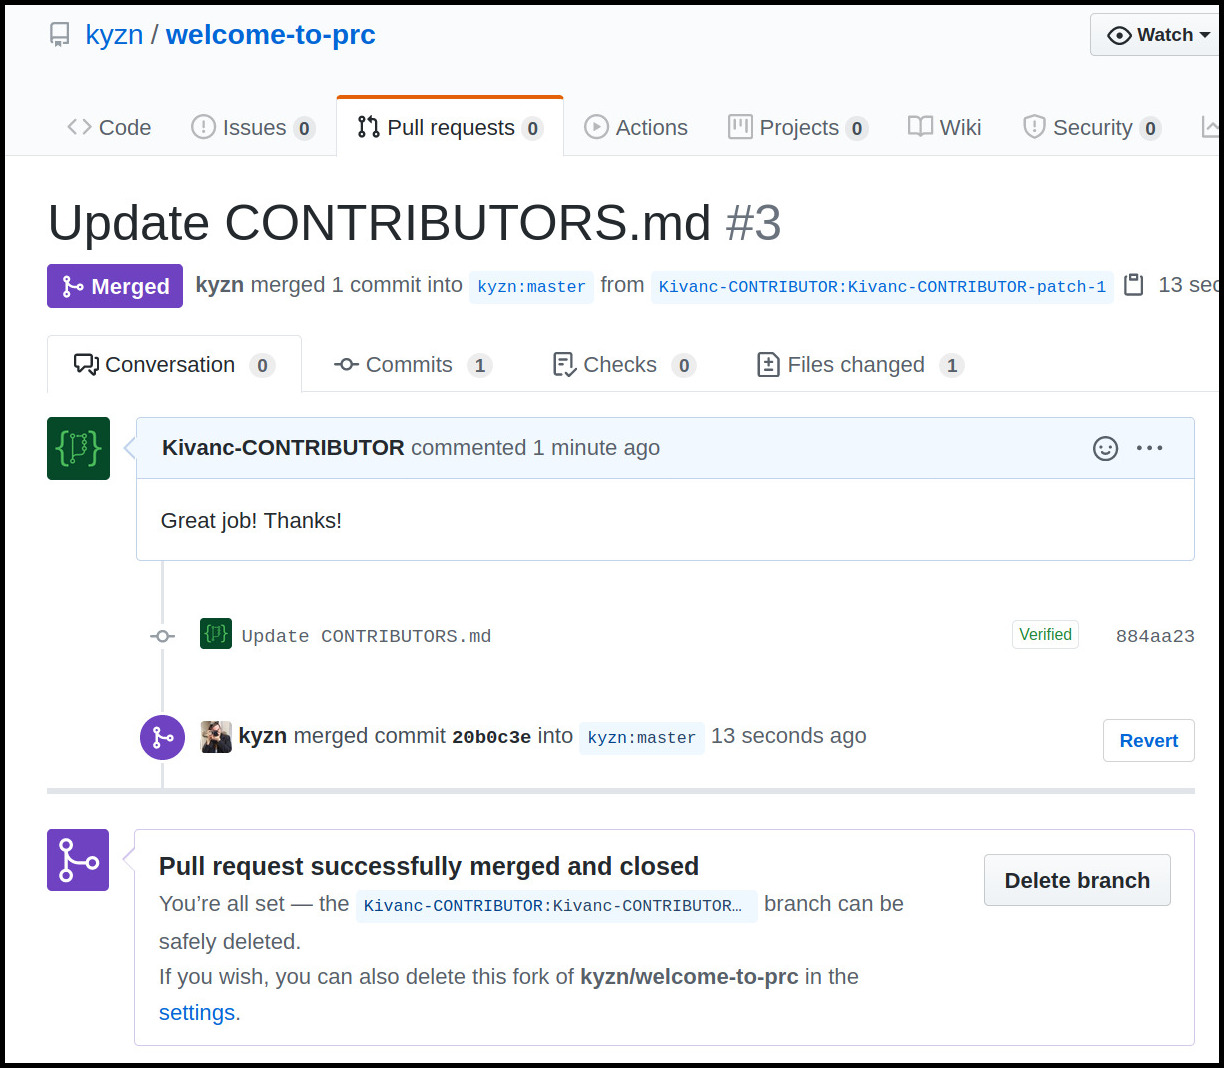 kyzn / welcome-to-prc
Watch
Code Issues 0 Pull requests 0 Actions Projects 0 Wiki Security 0
Update CONTRIBUTORS.md #3
Merged kyzn merged 1 commit into kyzn:master from Kivanc-CONTRIBUTOR:Kivanc-CONTRIBUTOR-patch-1 13 sec
Conversation 0 Commits 1 Checks 0 Files changed 1
Kivanc-CONTRIBUTOR commented 1 minute ago
Great job! Thanks!
Update CONTRIBUTORS.md Verified 884aa23
kyzn merged commit 20b0c3e into kyzn:master 13 seconds ago Revert
Pull request successfully merged and closed
You’re all set — the Kivanc-CONTRIBUTOR:Kivanc-CONTRIBUTOR… branch can be
safely deleted.
Delete branch
If you wish, you can also delete this fork of kyzn/welcome-to-prc in the
settings.